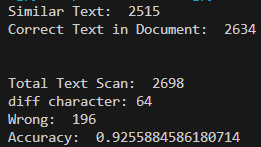 Similar Text:  2515
Correct Text in Document:  2634
Total Text Scan:  2698
diff character: 64
Wrong:  196
Accuracy:  0.9255884586180714